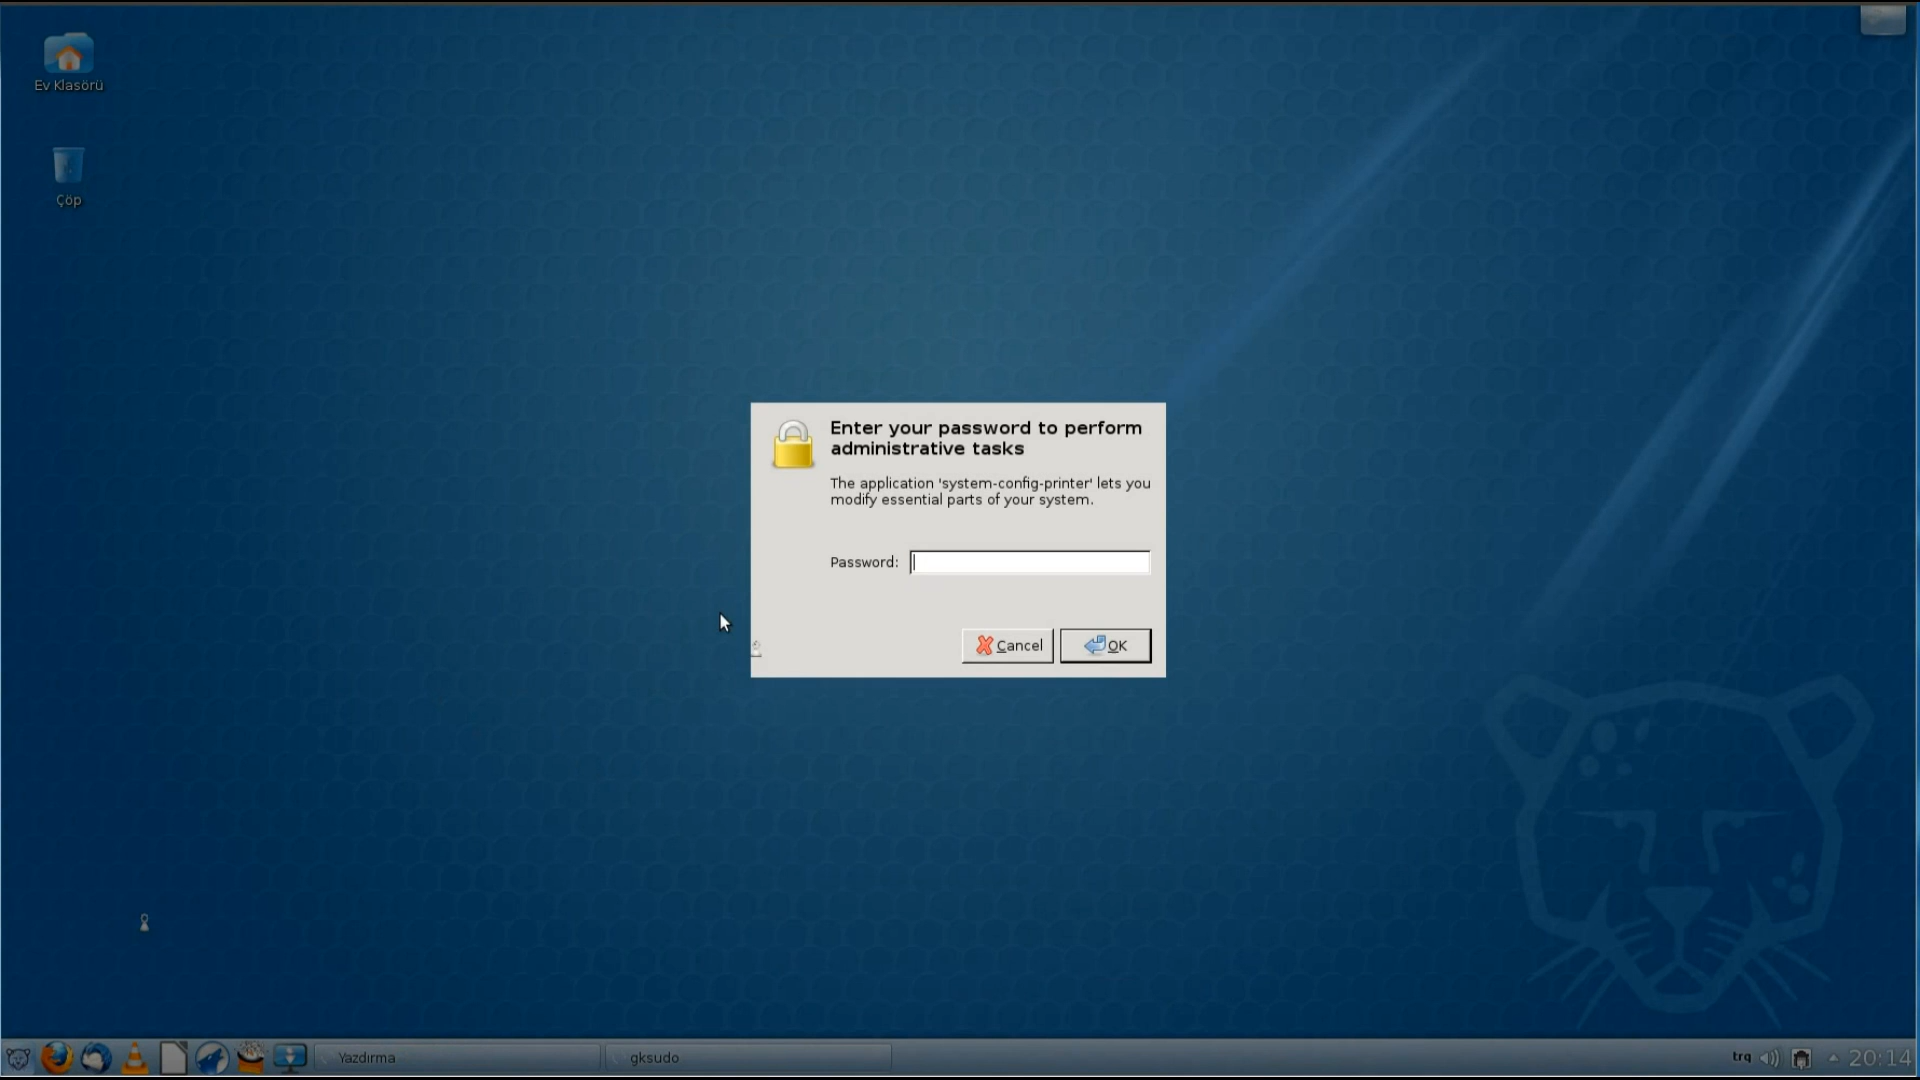 Ev Klasörü
Çöp
Enter your password to perform
administrative tasks
The application 'system-config-printer' lets you
modify essential parts of your system.
Password:
Cancel
OK
Yazdırma
gksudo
trq
20:14